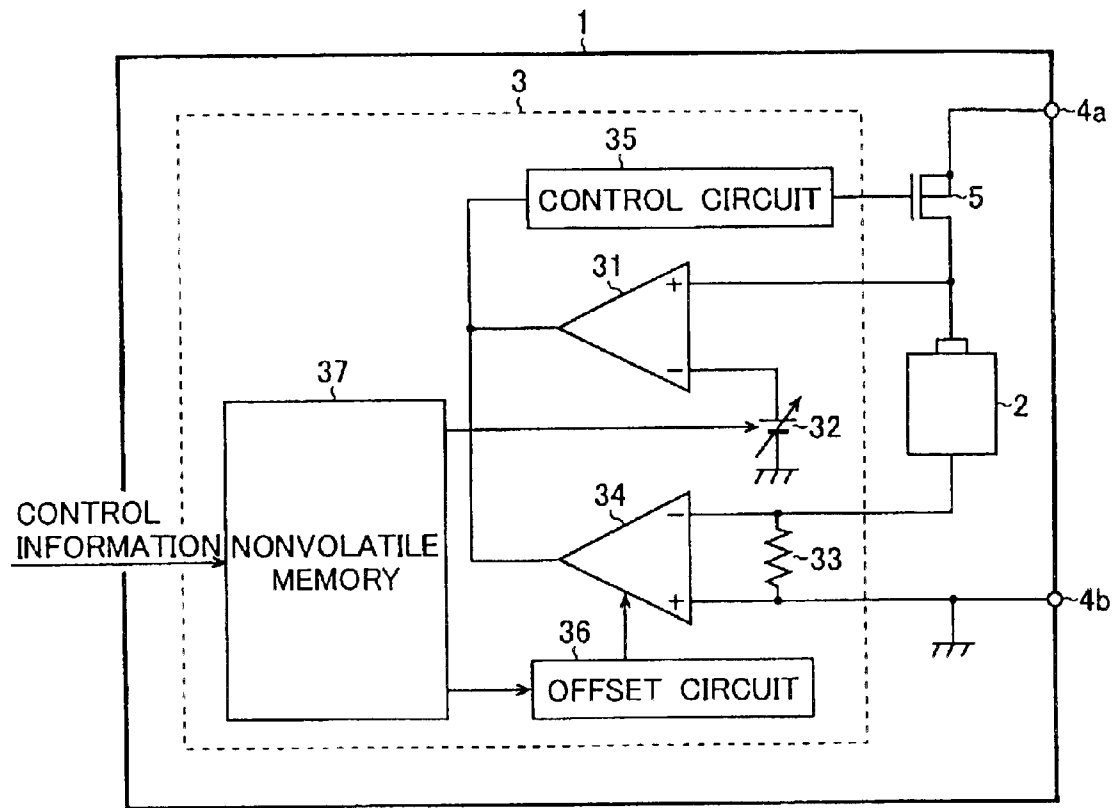 1
3
4a
35
CONTROL CIRCUIT
5
31
+
−
37
32
2
34
−
CONTROL
INFORMATION
NONVOLATILE
MEMORY
33
+
4b
36
OFFSET CIRCUIT